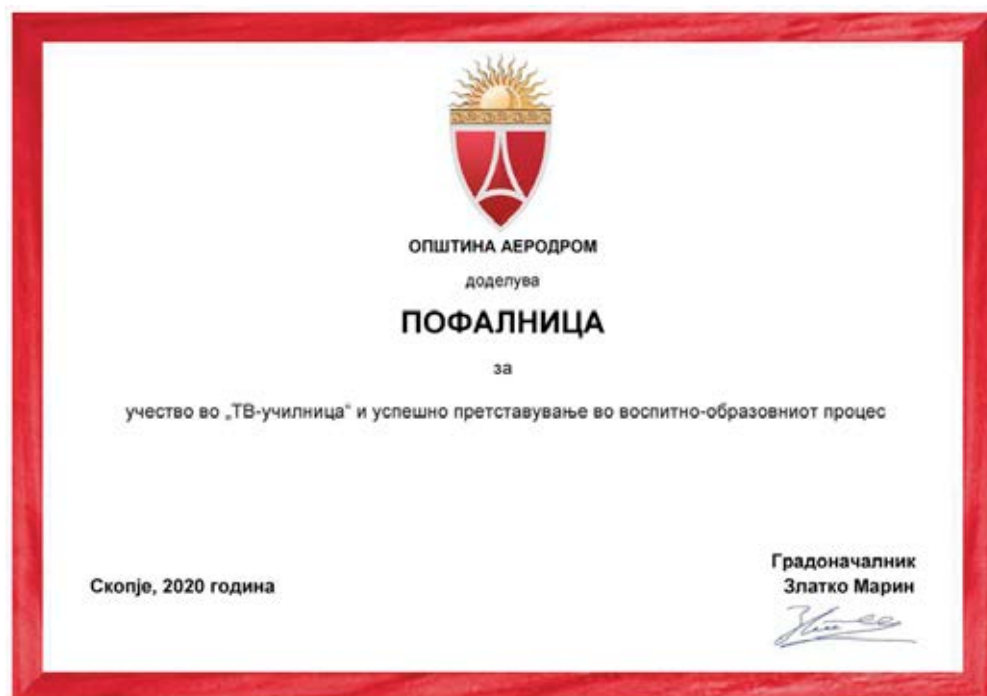 ОПШТИНА АЕРОДРОМ
доделува
ПОФАЛНИЦА
за
учество во „ТВ-училница“ и успешно претставување во воспитно-образовниот процес
Скопје, 2020 година
Градоначалник
Златко Марин